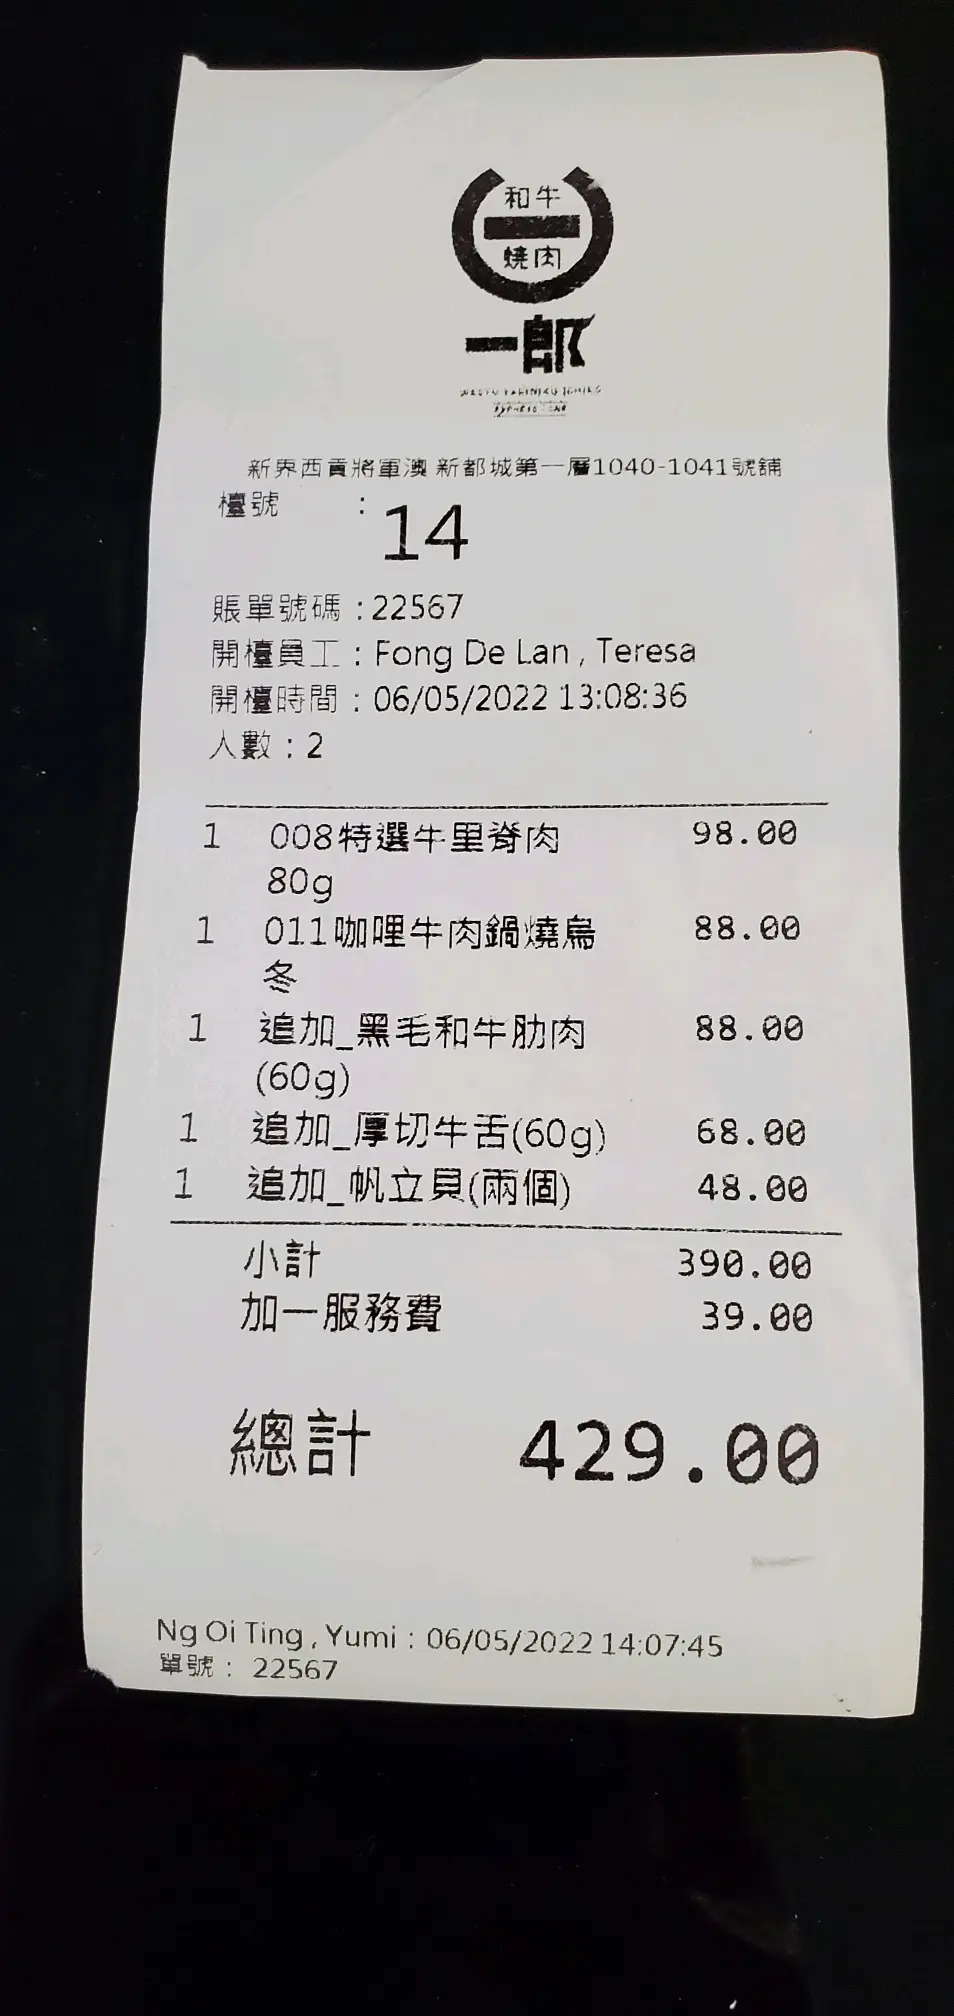 和牛
燒肉
一郎
新界西貢將軍澳 新都城第一層1040-1041號舖
檯號 : 14
賬單號碼 : 22567
開檯員工 : Fong De Lan , Teresa
開檯時間 : 06/05/2022 13:08:36
人數 : 2
1 008特選牛里脊肉 98.00
80g
1 011咖哩牛肉鍋燒烏 88.00
冬
1 追加_黑毛和牛肋肉 88.00
(60g)
1 追加_厚切牛舌(60g) 68.00
1 追加_帆立貝(兩個) 48.00
小計 390.00
加一服務費 39.00
總計 429.00
Ng Oi Ting , Yumi : 06/05/2022 14:07:45
單號 : 22567